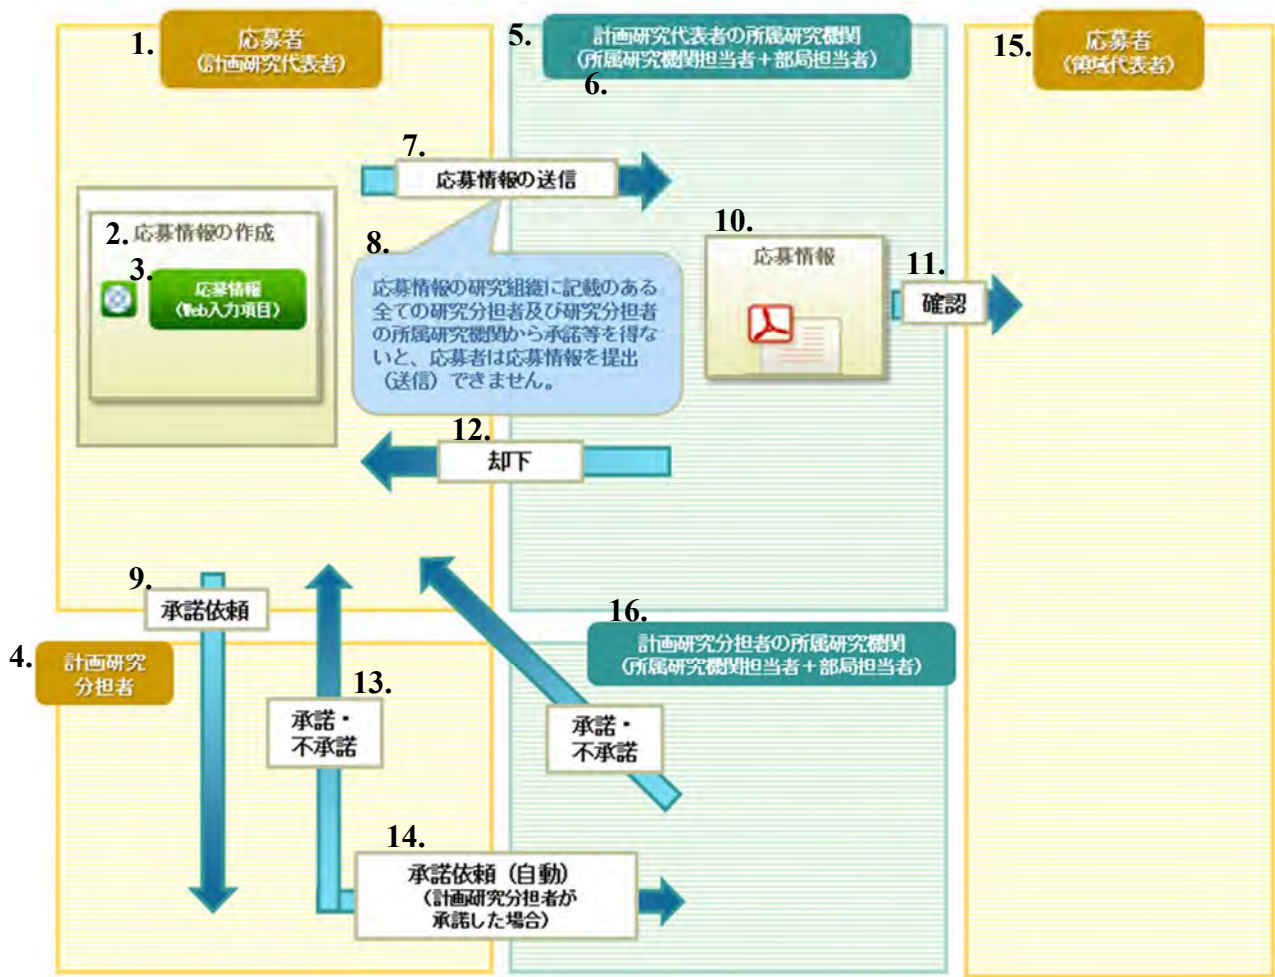 1.
応募者
(計画研究代表者)
5.
計画研究代表者の所属研究機関
(所属研究機関担当者＋部局担当者)
6.
15.
応募者
(領域代表者)
7.
応募情報の送信
2.
応募情報の作成
3.
応募情報
(Web入力項目)
8.
応募情報の研究組織に記載のある
全ての研究分担者及び研究分担者
の所属研究機関から承諾等を得な
いと、応募者は応募情報を提出
(送信)できません。
10.
応募情報
11.
確認
12.
却下
9.
承諾依頼
4.
計画研究
分担者
16.
計画研究分担者の所属研究機関
(所属研究機関担当者＋部局担当者)
13.
承諾・
不承諾
承諾・
不承諾
14.
承諾依頼(自動)
(計画研究分担者が
承諾した場合)